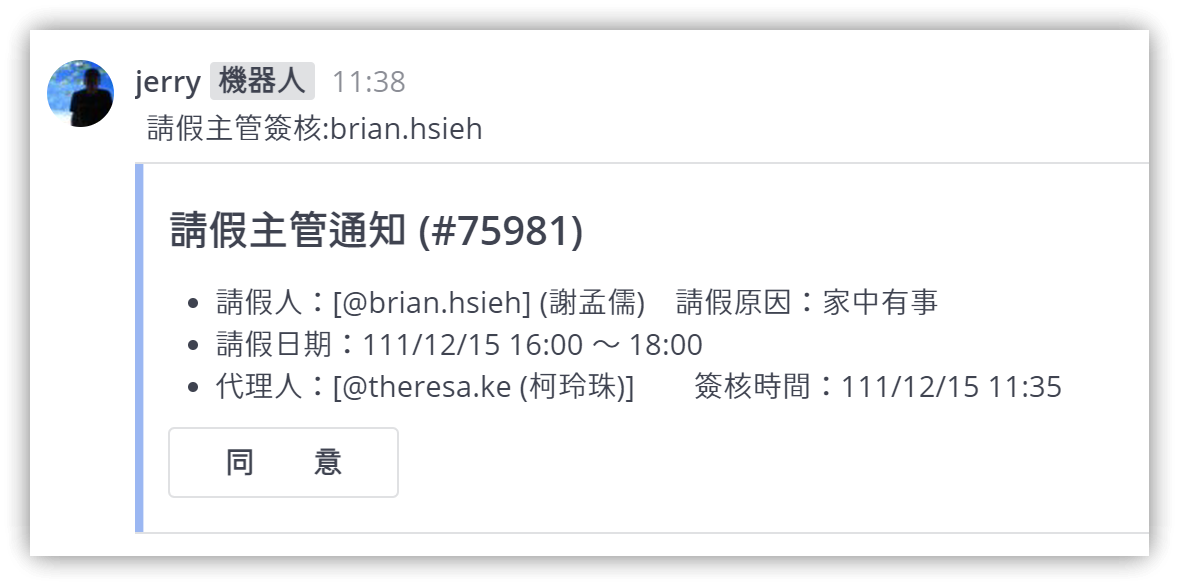 jerry 機器人 11:38
請假主管簽核:brian.hsieh
請假主管通知 (#75981)
• 請假人：[@brian.hsieh] (謝孟儒)　請假原因：家中有事
• 請假日期：111/12/15 16:00 ～ 18:00
• 代理人：[@theresa.ke (柯玲珠)]　　簽核時間：111/12/15 11:35
同　　意